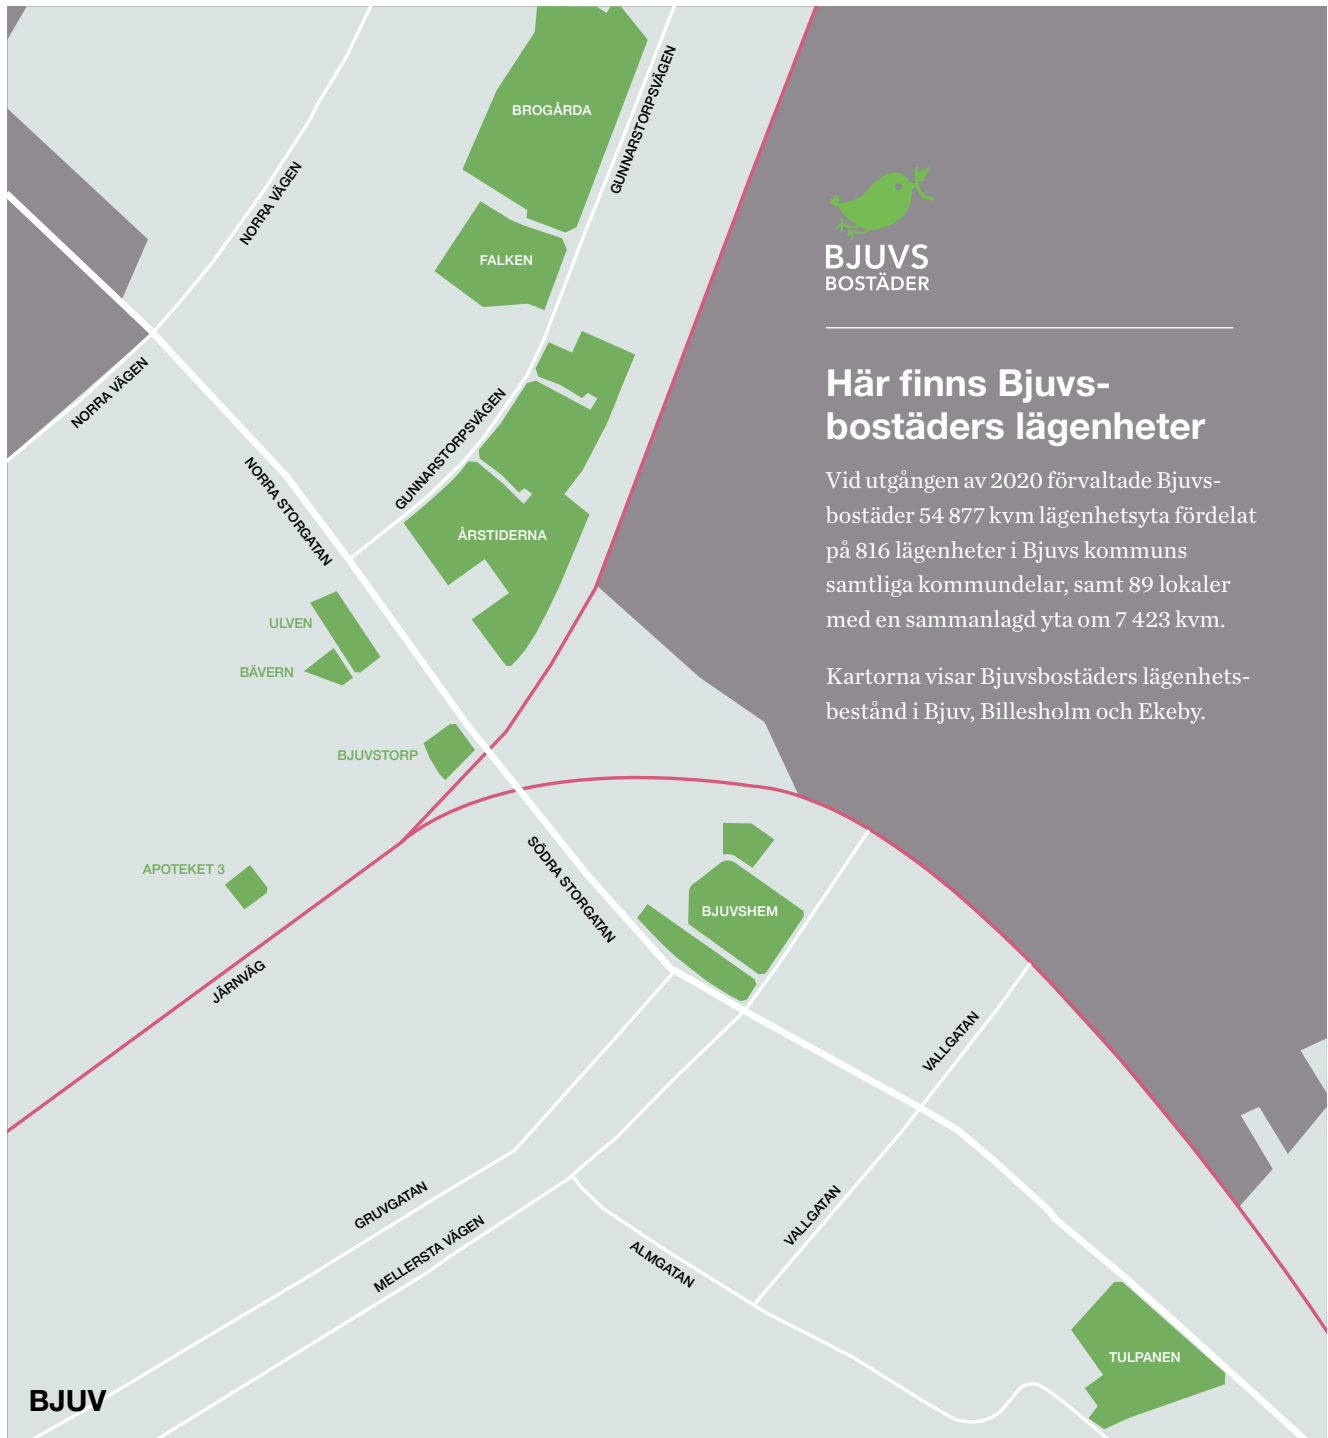 BROGÅRDA
GUNNARSTORPSVÄGEN
NORRA VÄGEN
FALKEN
NORRA VÄGEN
GUNNARSTORPSVÄGEN
NORRA STORGATAN
ÅRSTIDERNA
ULVEN
BÄVERN
BJUVSTORP
APOTEKET 3
SÖDRA STORGATAN
BJUVSHEM
JÄRNVÄG
VALLGATAN
GRUVGATAN
MELLERSTA VÄGEN
ALMGATAN
VALLGATAN
TULPANEN
BJUV
BJUVS
BOSTÄDER
Här finns Bjuvs-
bostäders lägenheter
Vid utgången av 2020 förvaltade Bjuvs-
bostäder 54 877 kvm lägenhetsyta fördelat
på 816 lägenheter i Bjuvs kommuns
samtliga kommundelar, samt 89 lokaler
med en sammanlagd yta om 7 423 kvm.
Kartorna visar Bjuvsbostäders lägenhets-
bestånd i Bjuv, Billesholm och Ekeby.